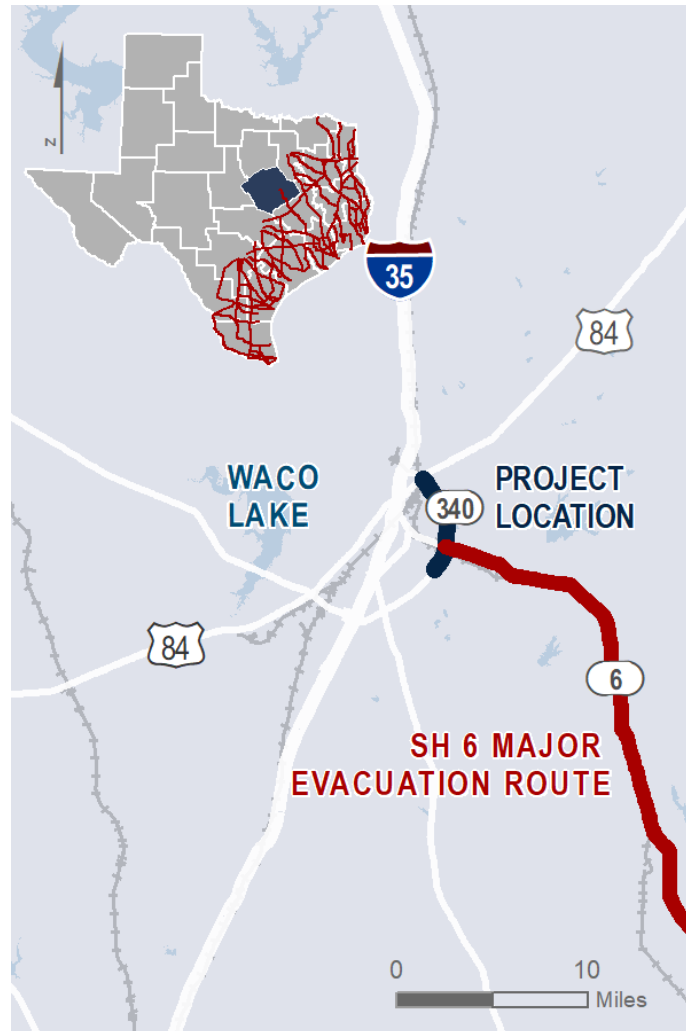 N
35
84
WACO
LAKE
PROJECT
LOCATION
340
84
6
SH 6 MAJOR
EVACUATION ROUTE
0
10
Miles